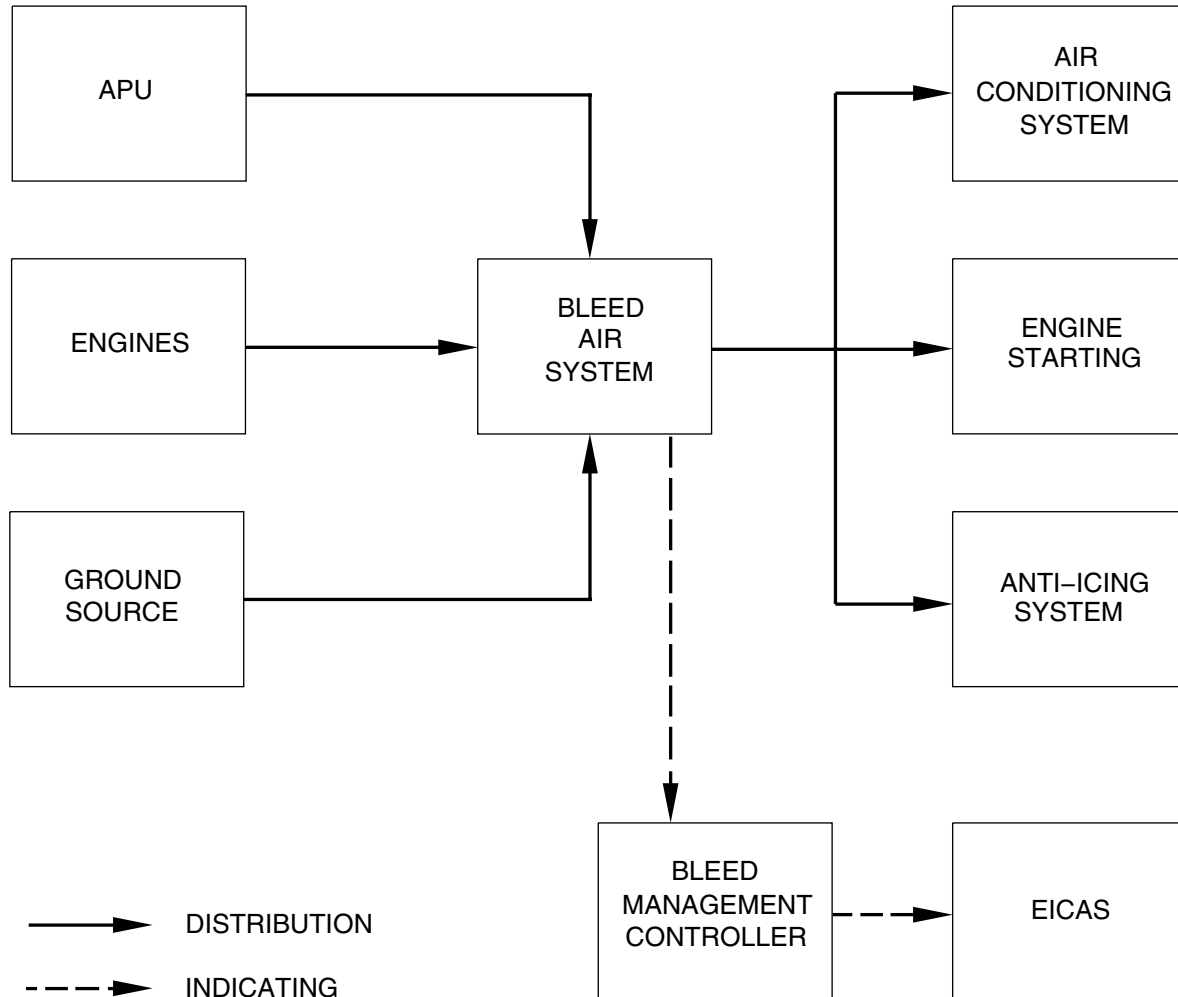 APU
AIR
CONDITIONING
SYSTEM
ENGINES
BLEED
AIR
SYSTEM
ENGINE
STARTING
GROUND
SOURCE
ANTI–ICING
SYSTEM
BLEED
MANAGEMENT
CONTROLLER
EICAS
DISTRIBUTION
INDICATING